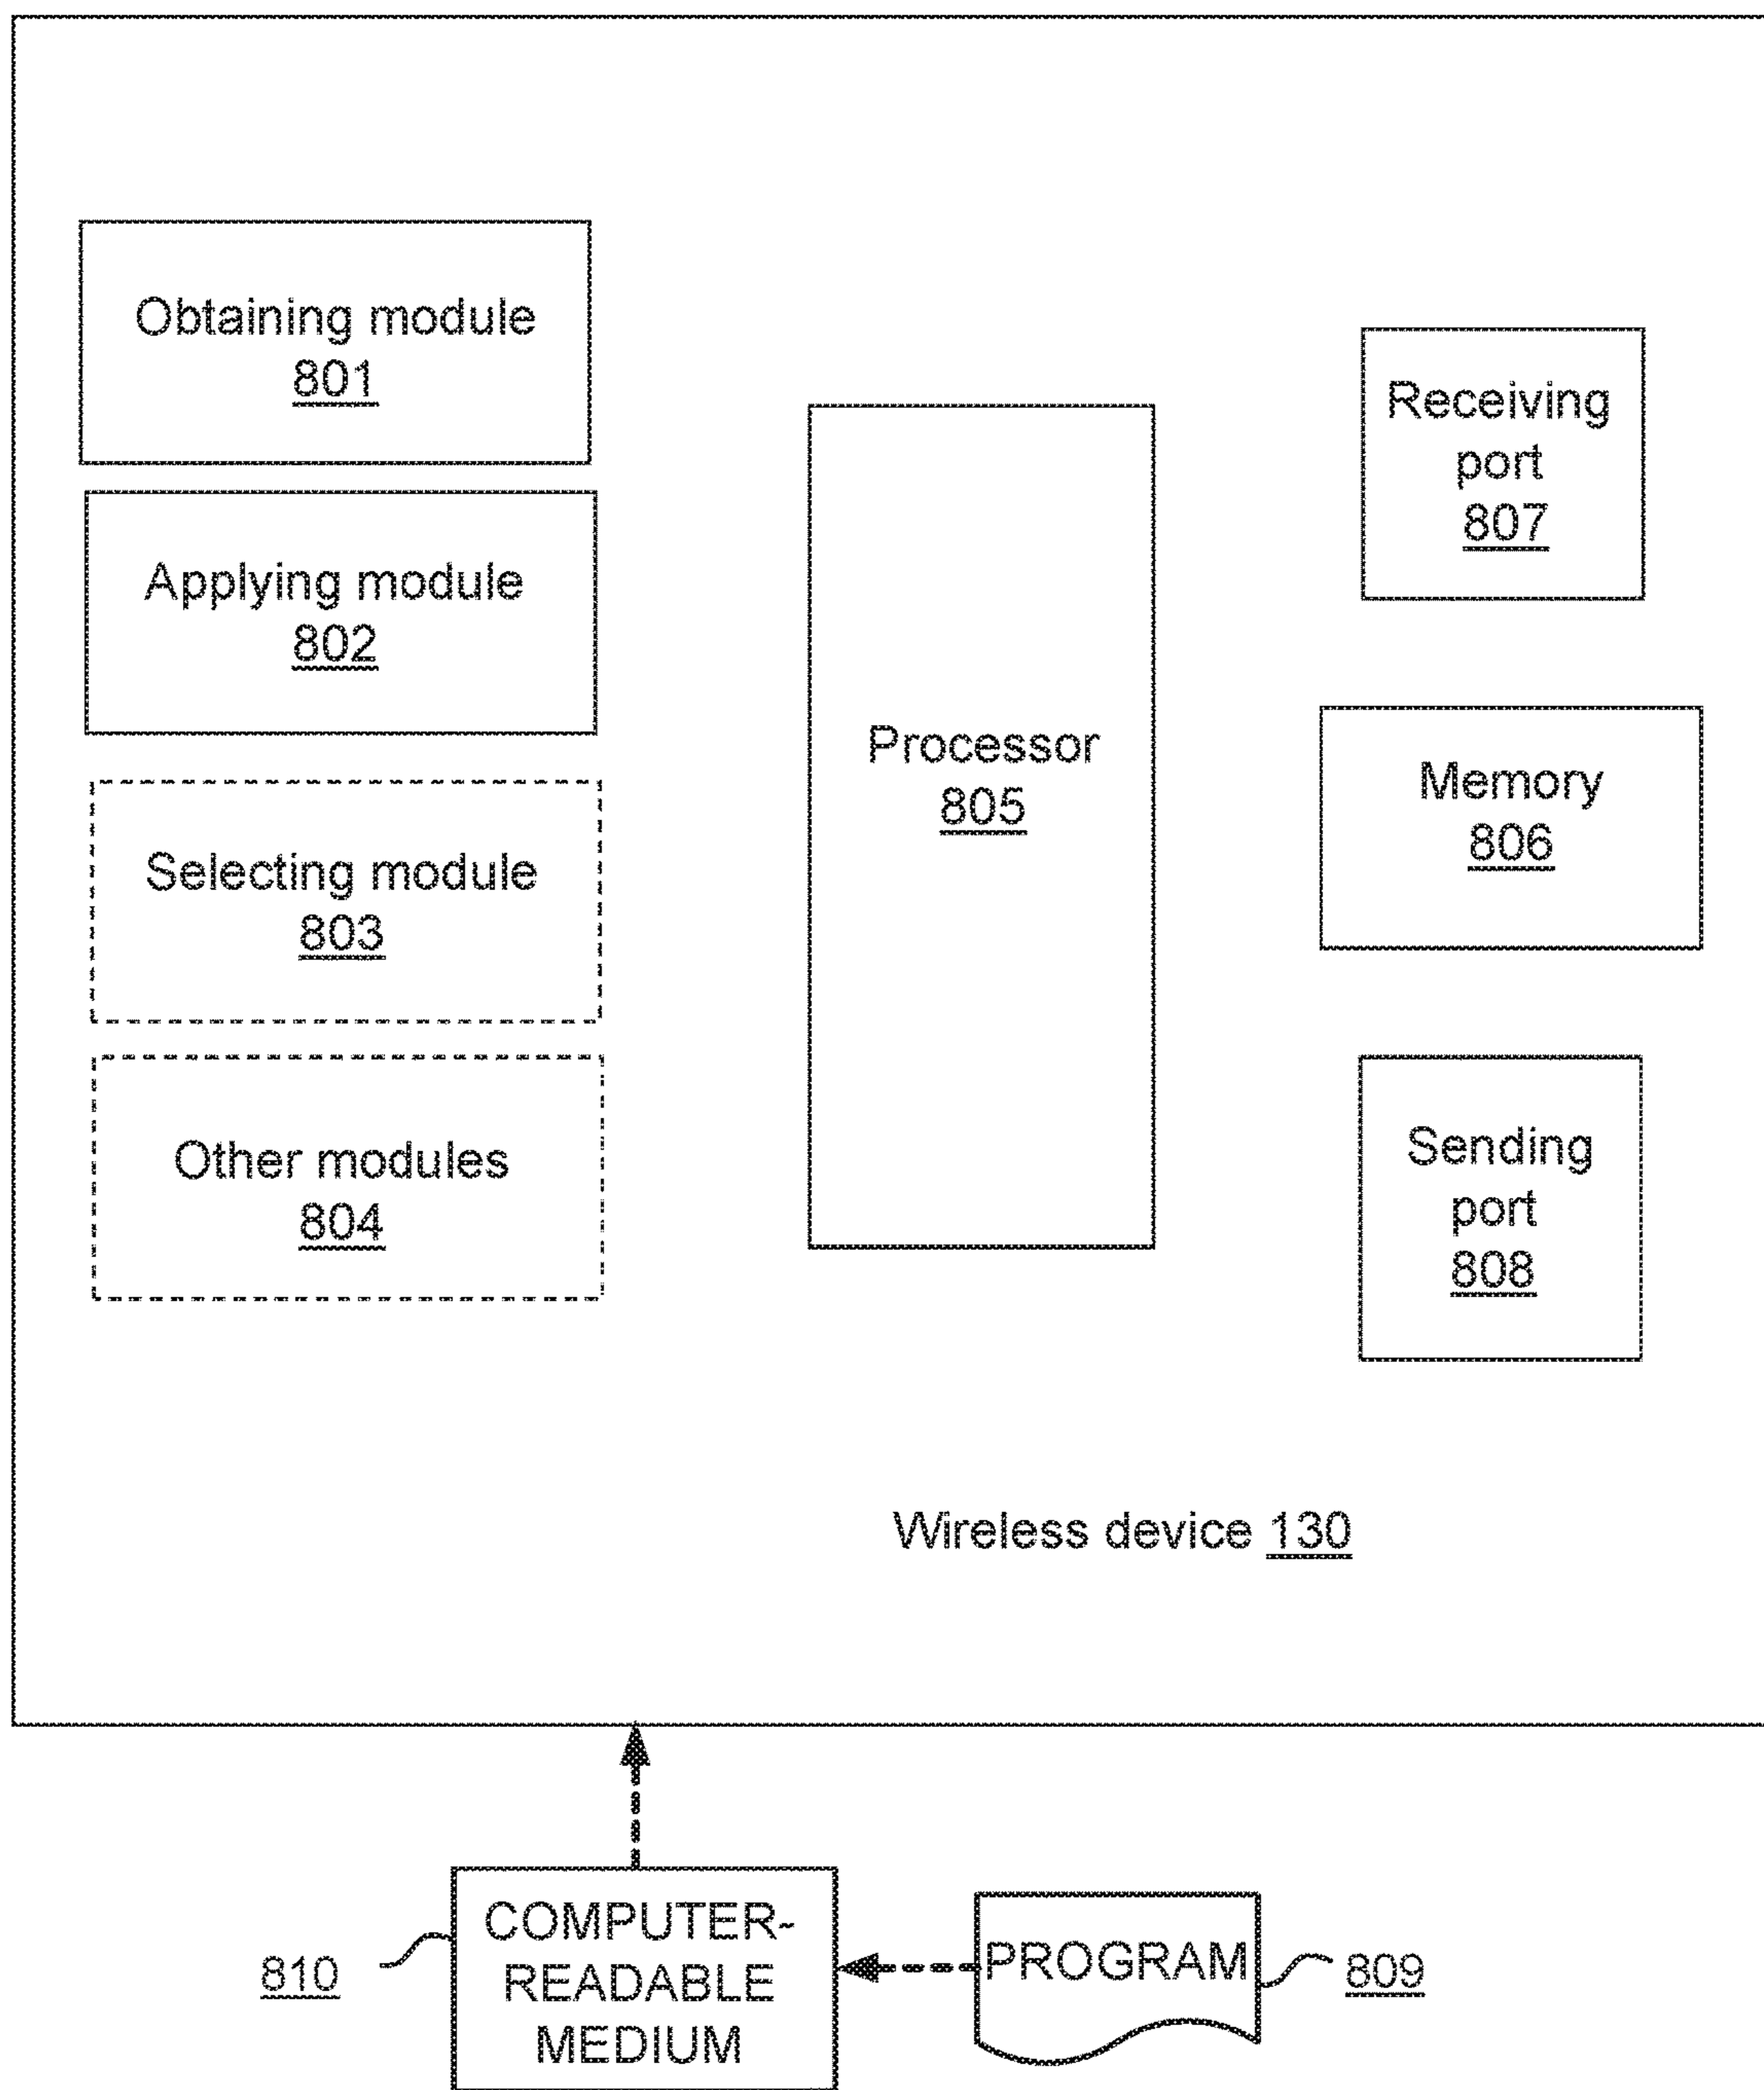 Obtaining module
801
Applying module
802
Selecting module
803
Other modules
804
Processor
805
Receiving
port
807
Memory
806
Sending
port
808
Wireless device 130
810
COMPUTER-
READABLE
MEDIUM
PROGRAM
809